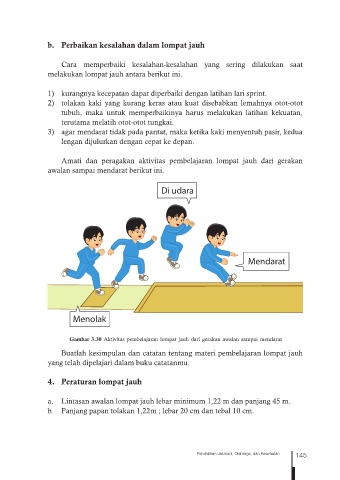 b. Perbaikan kesalahan dalam lompat jauh
Cara memperbaiki kesalahan-kesalahan yang sering dilakukan saat
melakukan lompat jauh antara berikut ini.
1) kurangnya kecepatan dapat diperbaiki dengan latihan lari sprint.
2) tolakan kaki yang kurang keras atau kuat disebabkan lemahnya otot-otot
tubuh, maka untuk memperbaikinya harus melakukan latihan kekuatan,
terutama melatih otot-otot tungkai.
3) agar mendarat tidak pada pantat, maka ketika kaki menyentuh pasir, kedua
lengan dijulurkan dengan cepat ke depan.
Amati dan peragakan aktivitas pembelajaran lompat jauh dari gerakan
awalan sampai mendarat berikut ini.
Di udara
Mendarat
Menolak
Gambar 3.30 Aktivitas pembelajaran lompat jauh dari gerakan awalan sampai mendarat
Buatlah kesimpulan dan catatan tentang materi pembelajaran lompat jauh
yang telah dipelajari dalam buku catatanmu.
4. Peraturan lompat jauh
a. Lintasan awalan lompat jauh lebar minimum 1,22 m dan panjang 45 m.
b. Panjang papan tolakan 1,22m ; lebar 20 cm dan tebal 10 cm.
Pendidikan Jasmani, Olahraga, dan Kesehatan 145